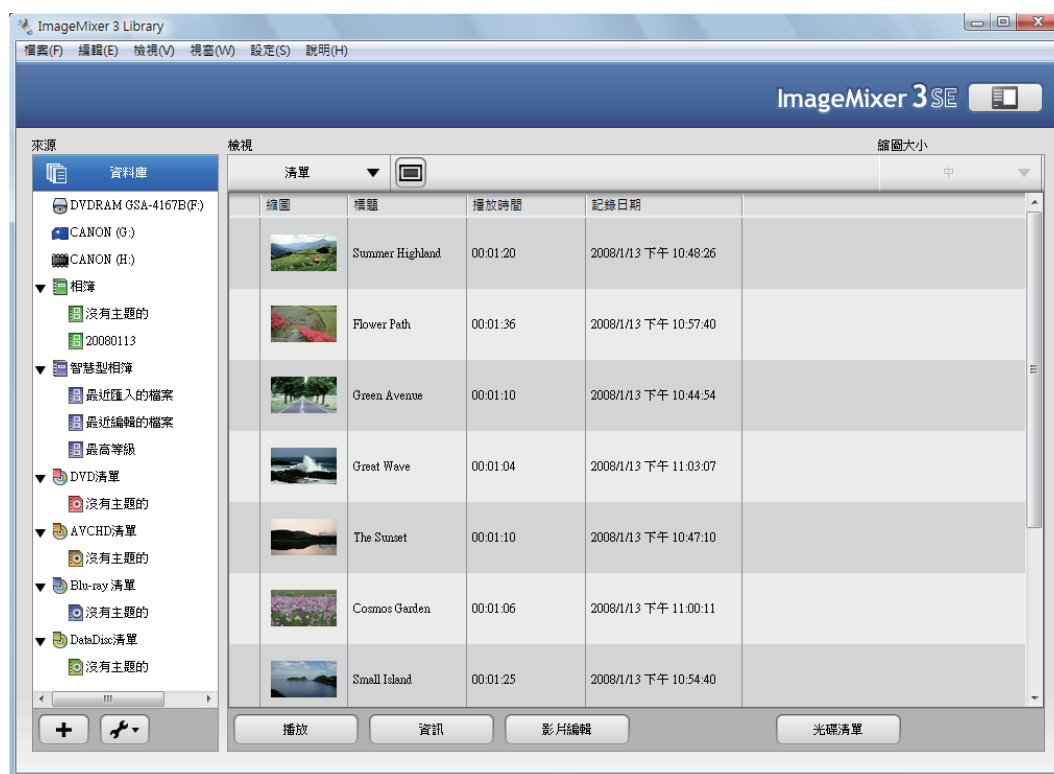 ImageMixer 3 Library
檔案(F) 編輯(E) 檢視(V) 視窗(W) 設定(S) 說明(H)
ImageMixer 3 SE
來源 檢視 縮圖大小
資料庫 清單 中
縮圖 標題 播放時間 記錄日期
DVDRAM GSA-4167B(F:)
CANON (G:)
CANON (H:)
相簿
沒有主題的
20080113
智慧型相簿
最近匯入的檔案
最近編輯的檔案
最高等級
DVD清單
沒有主題的
AVCHD清單
沒有主題的
Blu-ray 清單
沒有主題的
DataDisc清單
沒有主題的
Summer Highland 00:01:20 2008/1/13 下午 10:48:26
Flower Path 00:01:36 2008/1/13 下午 10:57:40
Green Avenue 00:01:10 2008/1/13 下午 10:44:54
Great Wave 00:01:04 2008/1/13 下午 11:03:07
The Sunset 00:01:10 2008/1/13 下午 10:47:10
Cosmos Garden 00:01:06 2008/1/13 下午 11:00:11
Small Island 00:01:25 2008/1/13 下午 10:54:40
播放 資訊 影片編輯 光碟清單